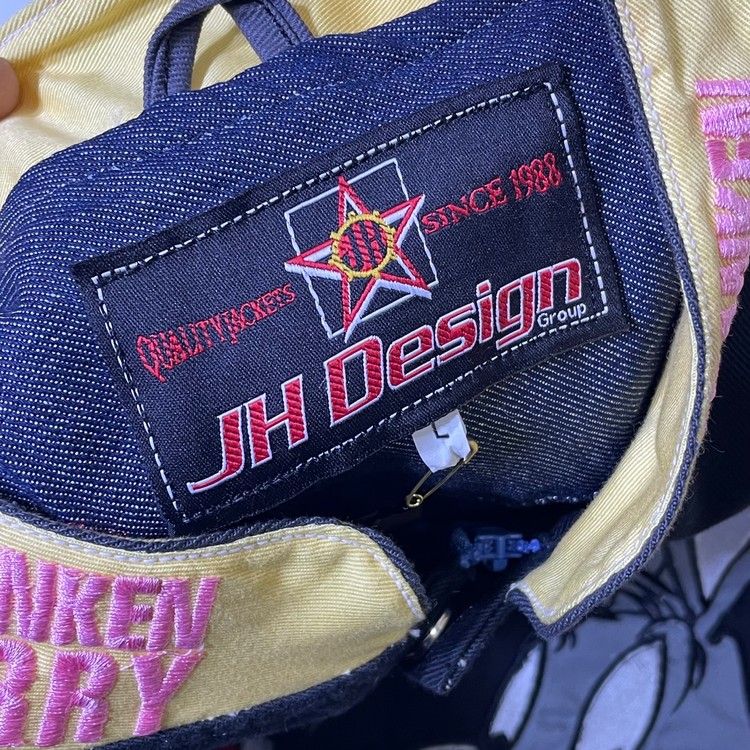 QUALITY JACKETS
JH
SINCE 1988
JH Design
Group
L
NKEN
RRY